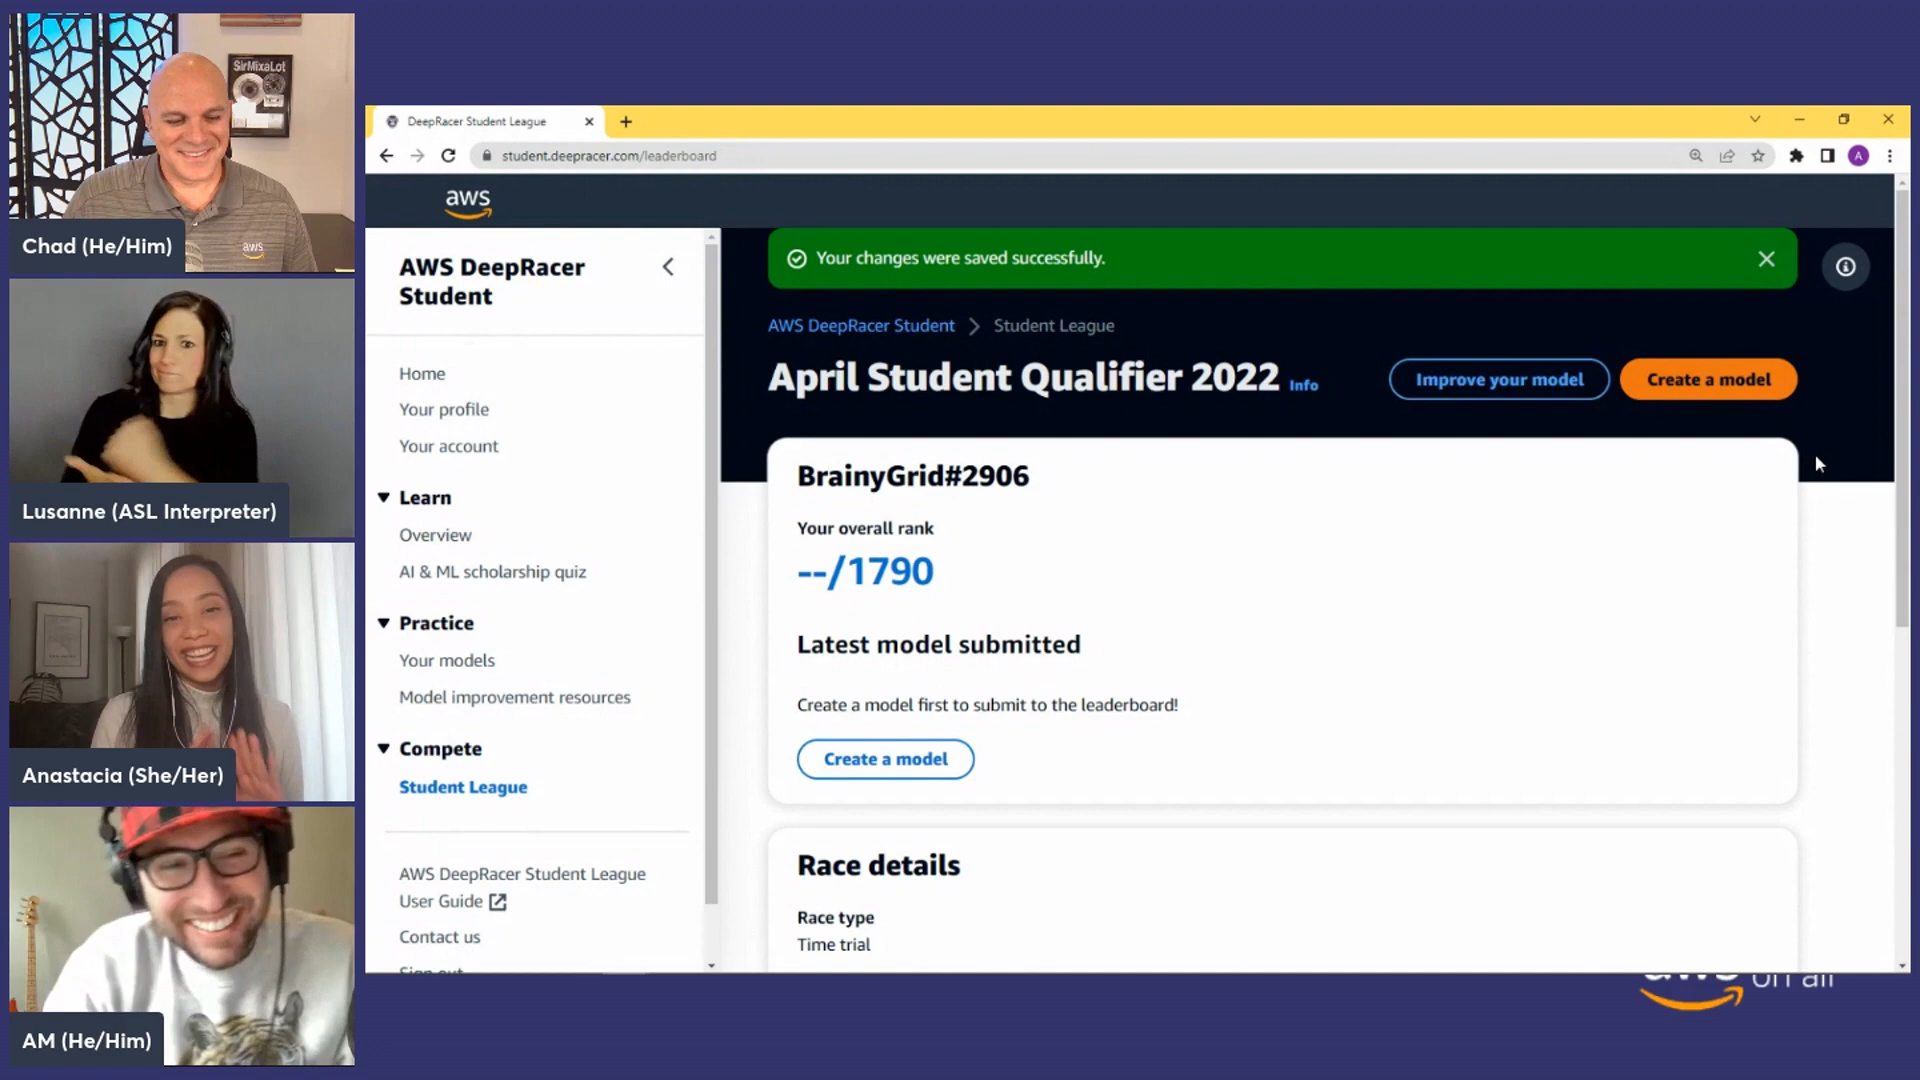 SirMixaLot
aws
Chad (He/Him)
Lusanne (ASL Interpreter)
Anastacia (She/Her)
AM (He/Him)
DeepRacer Student League
student.deepracer.com/leaderboard
A
aws
AWS DeepRacer
Student
Home
Your profile
Your account
Learn
Overview
AI & ML scholarship quiz
Practice
Your models
Model improvement resources
Compete
Student League
AWS DeepRacer Student League
User Guide
Contact us
Sign out
Your changes were saved successfully.
AWS DeepRacer Student > Student League
April Student Qualifier 2022 Info
Improve your model
Create a model
BrainyGrid#2906
Your overall rank
--/1790
Latest model submitted
Create a model first to submit to the leaderboard!
Create a model
Race details
Race type
Time trial
aws on air